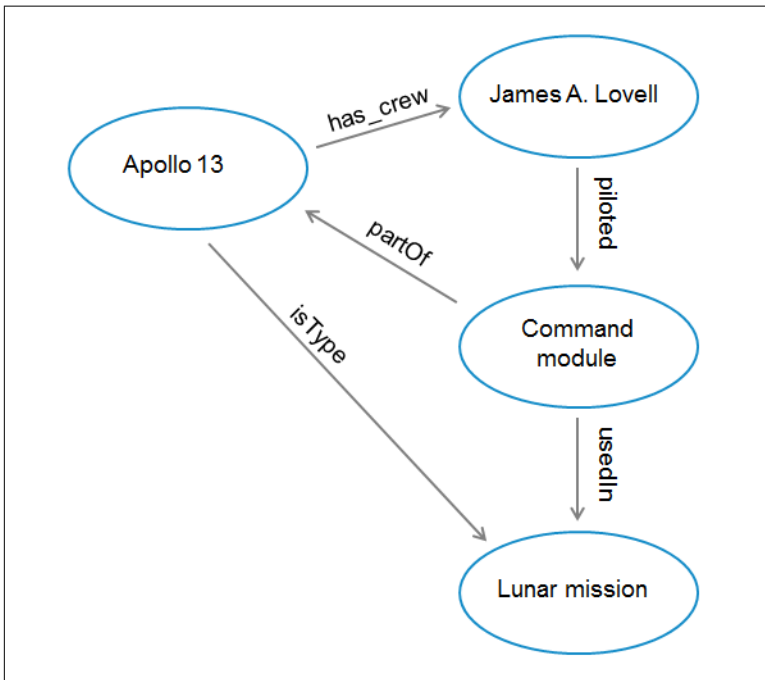 James A. Lovell
has_crew
Apollo 13
piloted
partOf
isType
Command
module
usedIn
Lunar mission